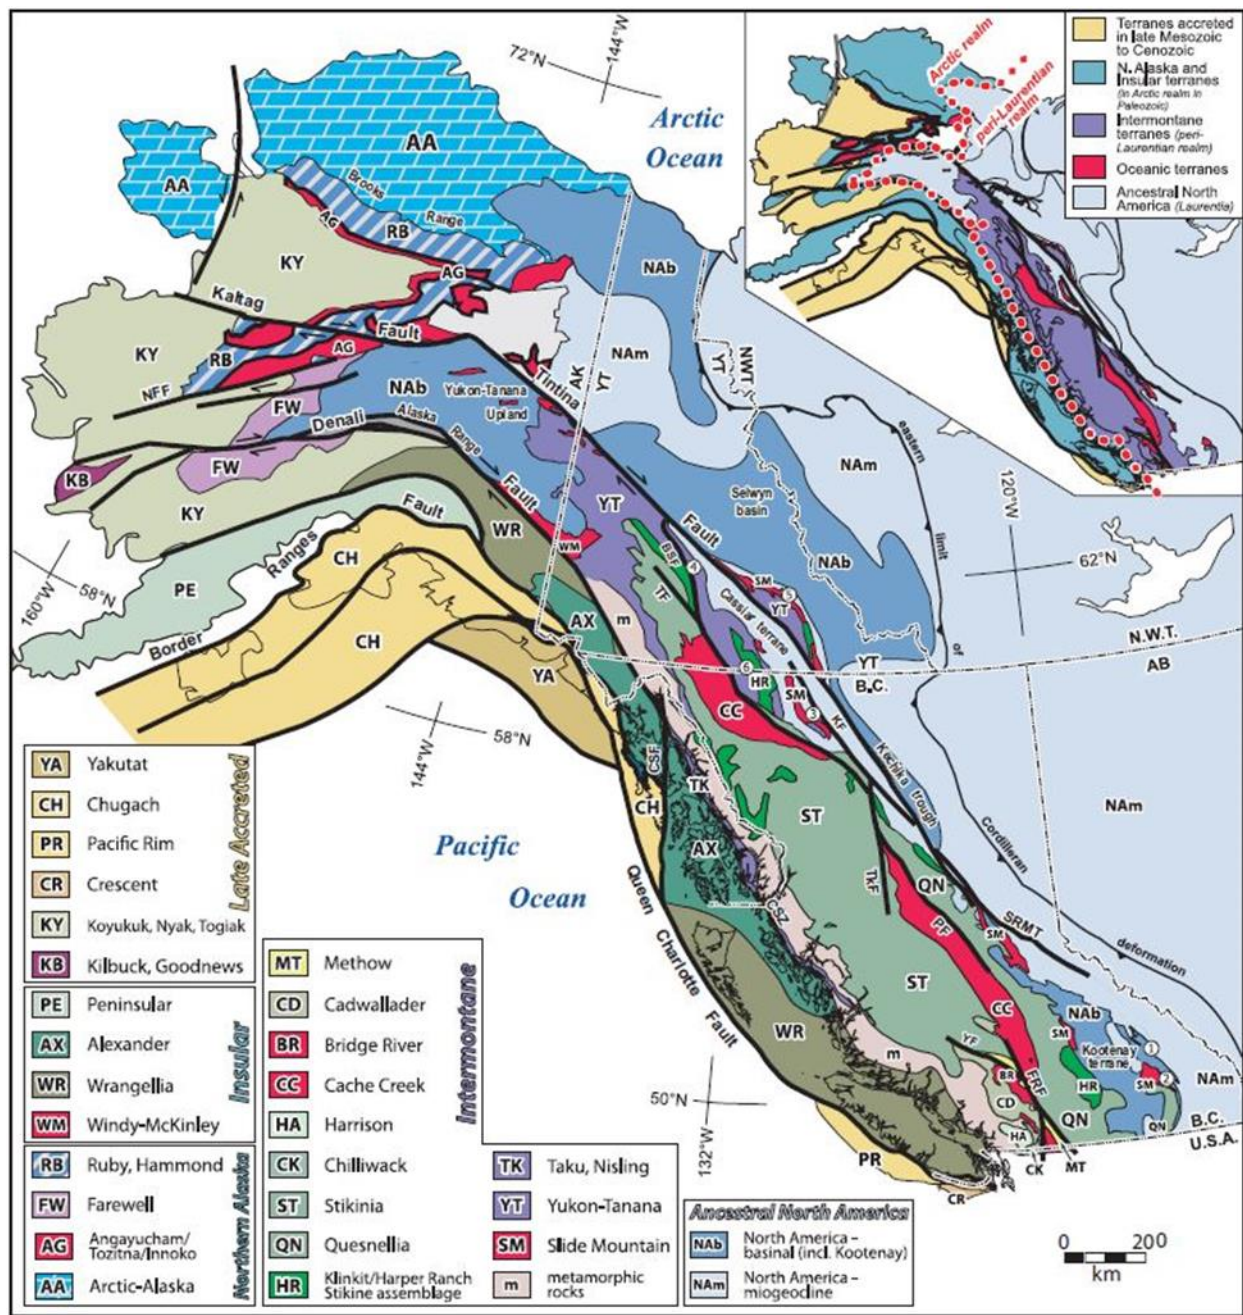 72°N
144°W
Arctic
Ocean
AA
AA
Brooks
Range
AG
RB
KY
AG
NAb
Kaltag
Fault
KY
RB
AG
NFF
NAb
Yukon-Tanana
Upland
Tintina
AK
YT
NAm
YT
NWT
FW
Denali
Alaska
Range
Fault
FW
KB
KY
WR
WM
YT
Fault
Selwyn
basin
NAb
NAm
eastern
limit
of
Cordilleran
deformation
120°W
62°N
160°W
58°N
PE
Border
Ranges
Fault
CH
CH
YA
AX
m
BSF
4
TF
SM
5
YT
Cassiar terrane
6
HR
SM
3
KF
YT
B.C.
N.W.T.
AB
CC
Kechika trough
144°W
58°N
CSF
CH
TK
AX
CSZ
ST
NAm
Pacific
Ocean
Queen
Charlotte
Fault
TkF
QN
PF
SRMT
SM
ST
CC
NAb
WR
m
YF
SM
Kootenay
terrane
1
2
SM
BR
FRF
HR
CD
QN
QN
NAm
HA
B.C.
U.S.A.
50°N
132°W
PR
CR
CK
MT
0
200
km
Arctic realm
peri-Laurentian
realm
Terranes accreted
in late Mesozoic
to Cenozoic
N. Alaska and
Insular terranes
(in Arctic realm in
Paleozoic)
Intermontane
terranes (peri-
Laurentian realm)
Oceanic terranes
Ancestral North
America (Laurentia)
Late Accreted
YA Yakutat
CH Chugach
PR Pacific Rim
CR Crescent
KY Koyukuk, Nyak, Togiak
KB Kilbuck, Goodnews
Insular
PE Peninsular
AX Alexander
WR Wrangellia
WM Windy-McKinley
Northern Alaska
RB Ruby, Hammond
FW Farewell
AG Angayucham/
Tozitna/Innoko
AA Arctic-Alaska
Intermontane
MT Methow
CD Cadwallader
BR Bridge River
CC Cache Creek
HA Harrison
CK Chilliwack
ST Stikinia
QN Quesnellia
HR Klinkit/Harper Ranch
Stikine assemblage
TK Taku, Nisling
YT Yukon-Tanana
SM Slide Mountain
m metamorphic
rocks
Ancestral North America
NAb North America –
basinal (incl. Kootenay)
NAm North America –
miogeocline